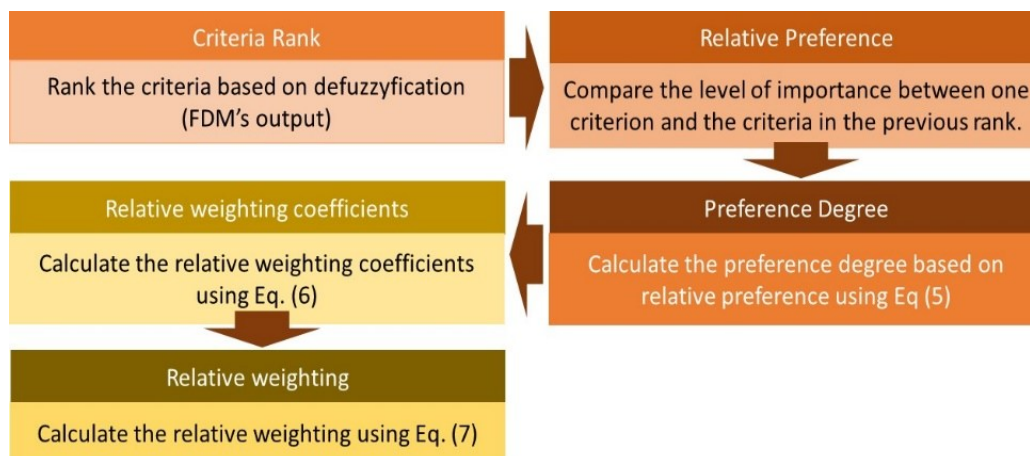 Criteria Rank
Rank the criteria based on defuzzyfication
(FDM's output)
Relative Preference
Compare the level of importance between one
criterion and the criteria in the previous rank.
Preference Degree
Calculate the preference degree based on
relative preference using Eq (5)
Relative weighting coefficients
Calculate the relative weighting coefficients
using Eq. (6)
Relative weighting
Calculate the relative weighting using Eq. (7)